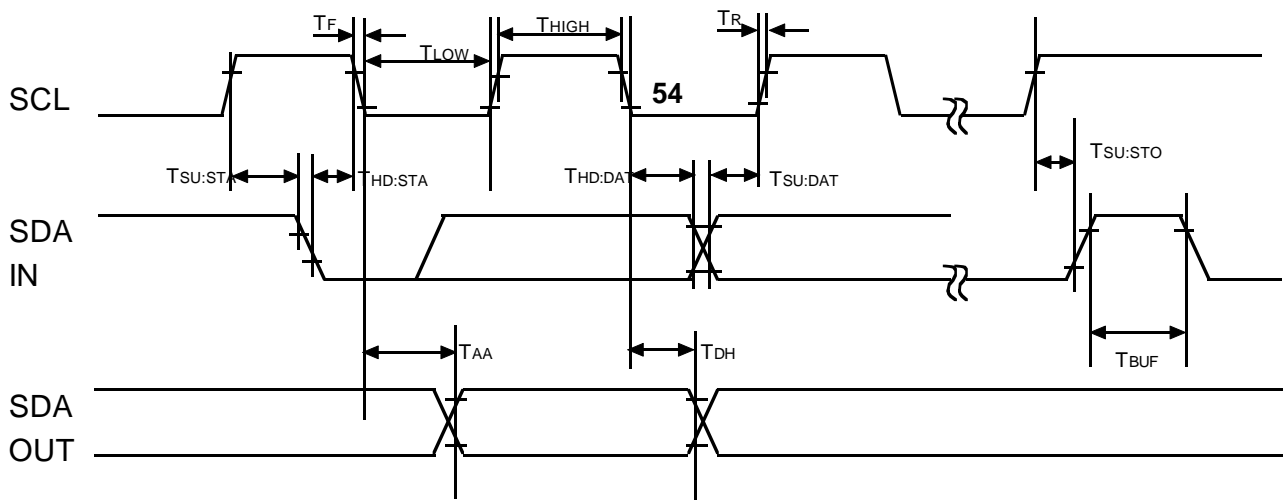 TF
THIGH
TR
TLOW
SCL
54
TSU:STA
THD:STA
THD:DAT
TSU:DAT
TSU:STO
SDA
IN
TAA
TDH
TBUF
SDA
OUT